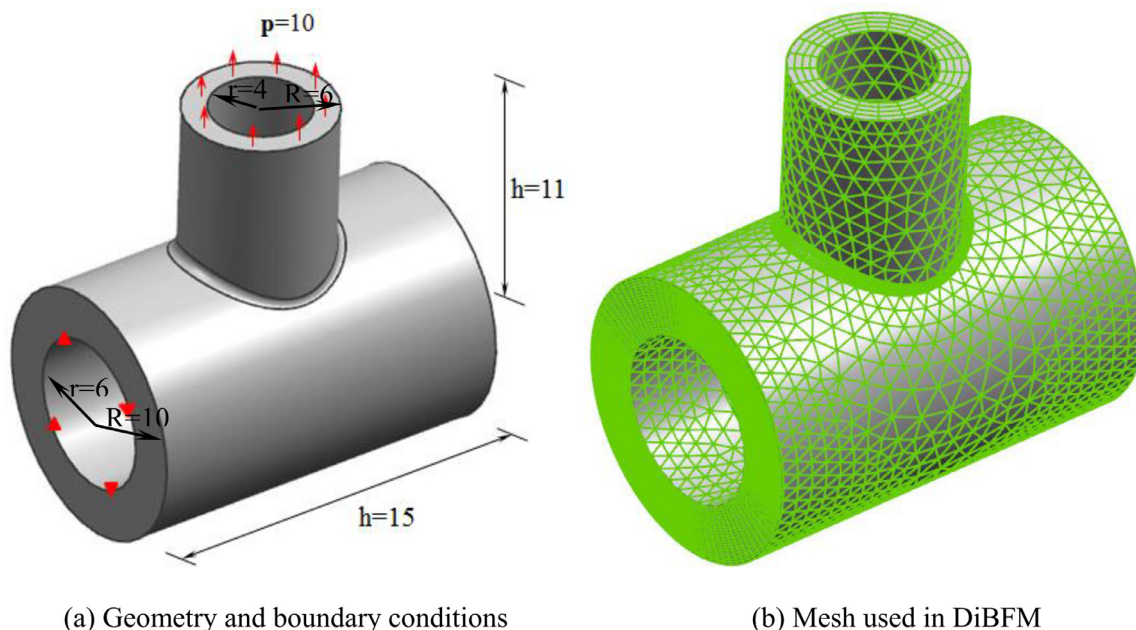 p=10
r=4
R=6
h=11
r=6
R=10
h=15
(a) Geometry and boundary conditions
(b) Mesh used in DiBFM